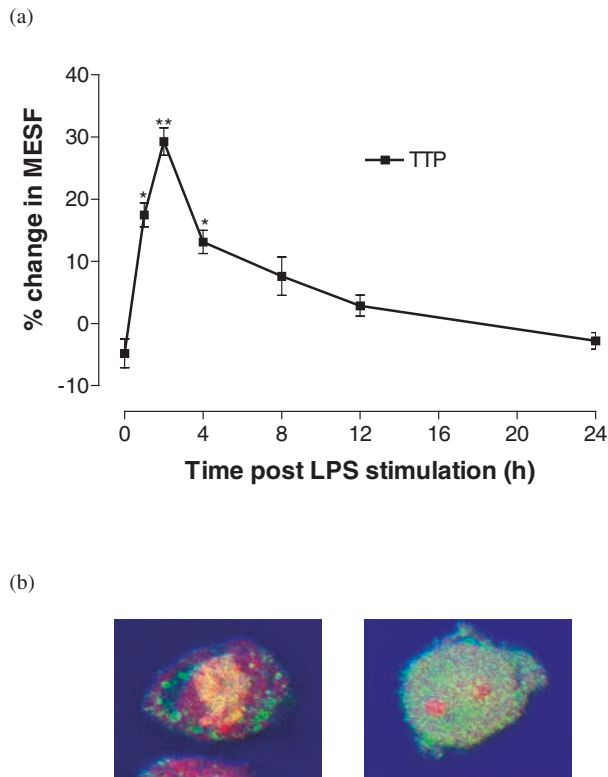 (a)
% change in MESF
40
30
20
10
0
-10
*
**
*
TTP
0 4 8 12 16 20 24
Time post LPS stimulation (h)
(b)